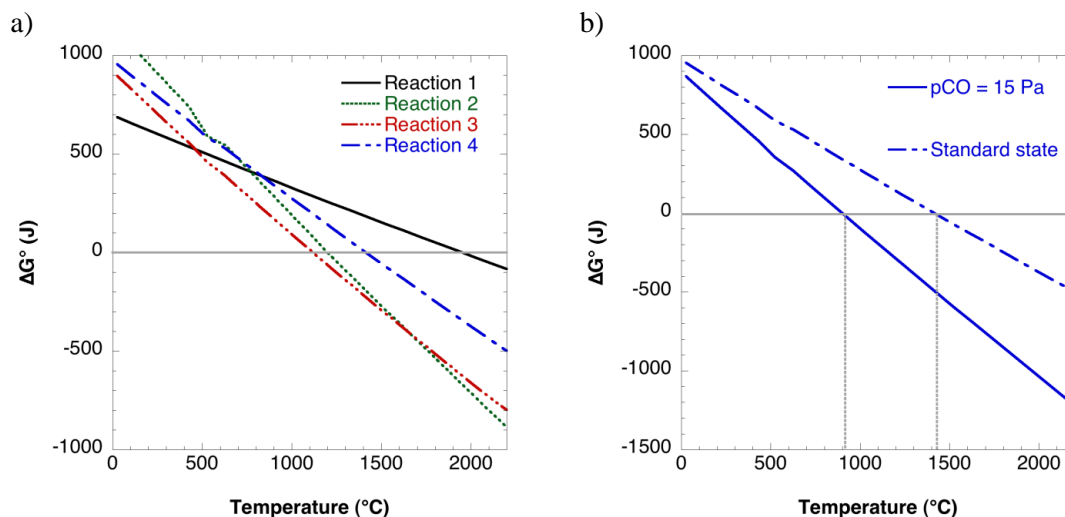 a)
1000
500
0
-500
-1000
ΔG° (J)
Reaction 1
Reaction 2
Reaction 3
Reaction 4
0 500 1000 1500 2000
Temperature (°C)
b)
1000
500
0
-500
-1000
-1500
ΔG° (J)
pCO = 15 Pa
Standard state
0 500 1000 1500 2000
Temperature (°C)